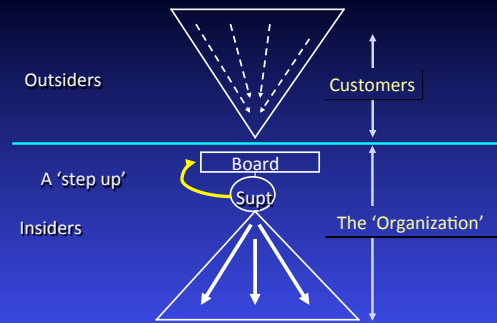 Outsiders
Customers
Board
A ‘step up’
Supt
Insiders
The ‘Organization’